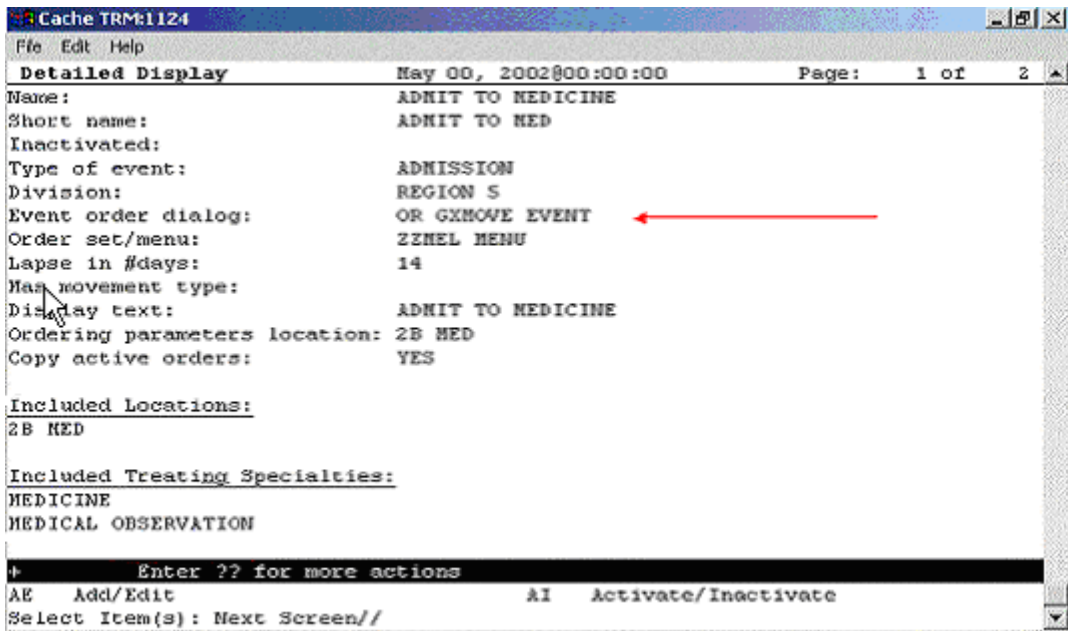 Cache TRM:1124
File Edit Help
Detailed Display May 00, 2002@00:00:00 Page: 1 of 2
Name: ADMIT TO MEDICINE
Short name: ADMIT TO MED
Inactivated:
Type of event: ADMISSION
Division: REGION 5
Event order dialog: OR GXMOVE EVENT
Order set/menu: ZZMEL MENU
Lapse in #days: 14
Mas movement type:
Display text: ADMIT TO MEDICINE
Ordering parameters location: 2B MED
Copy active orders: YES
Included Locations:
2B MED
Included Treating Specialties:
MEDICINE
MEDICAL OBSERVATION
+ Enter ?? for more actions
AE Add/Edit AI Activate/Inactivate
Select Item(s): Next Screen//